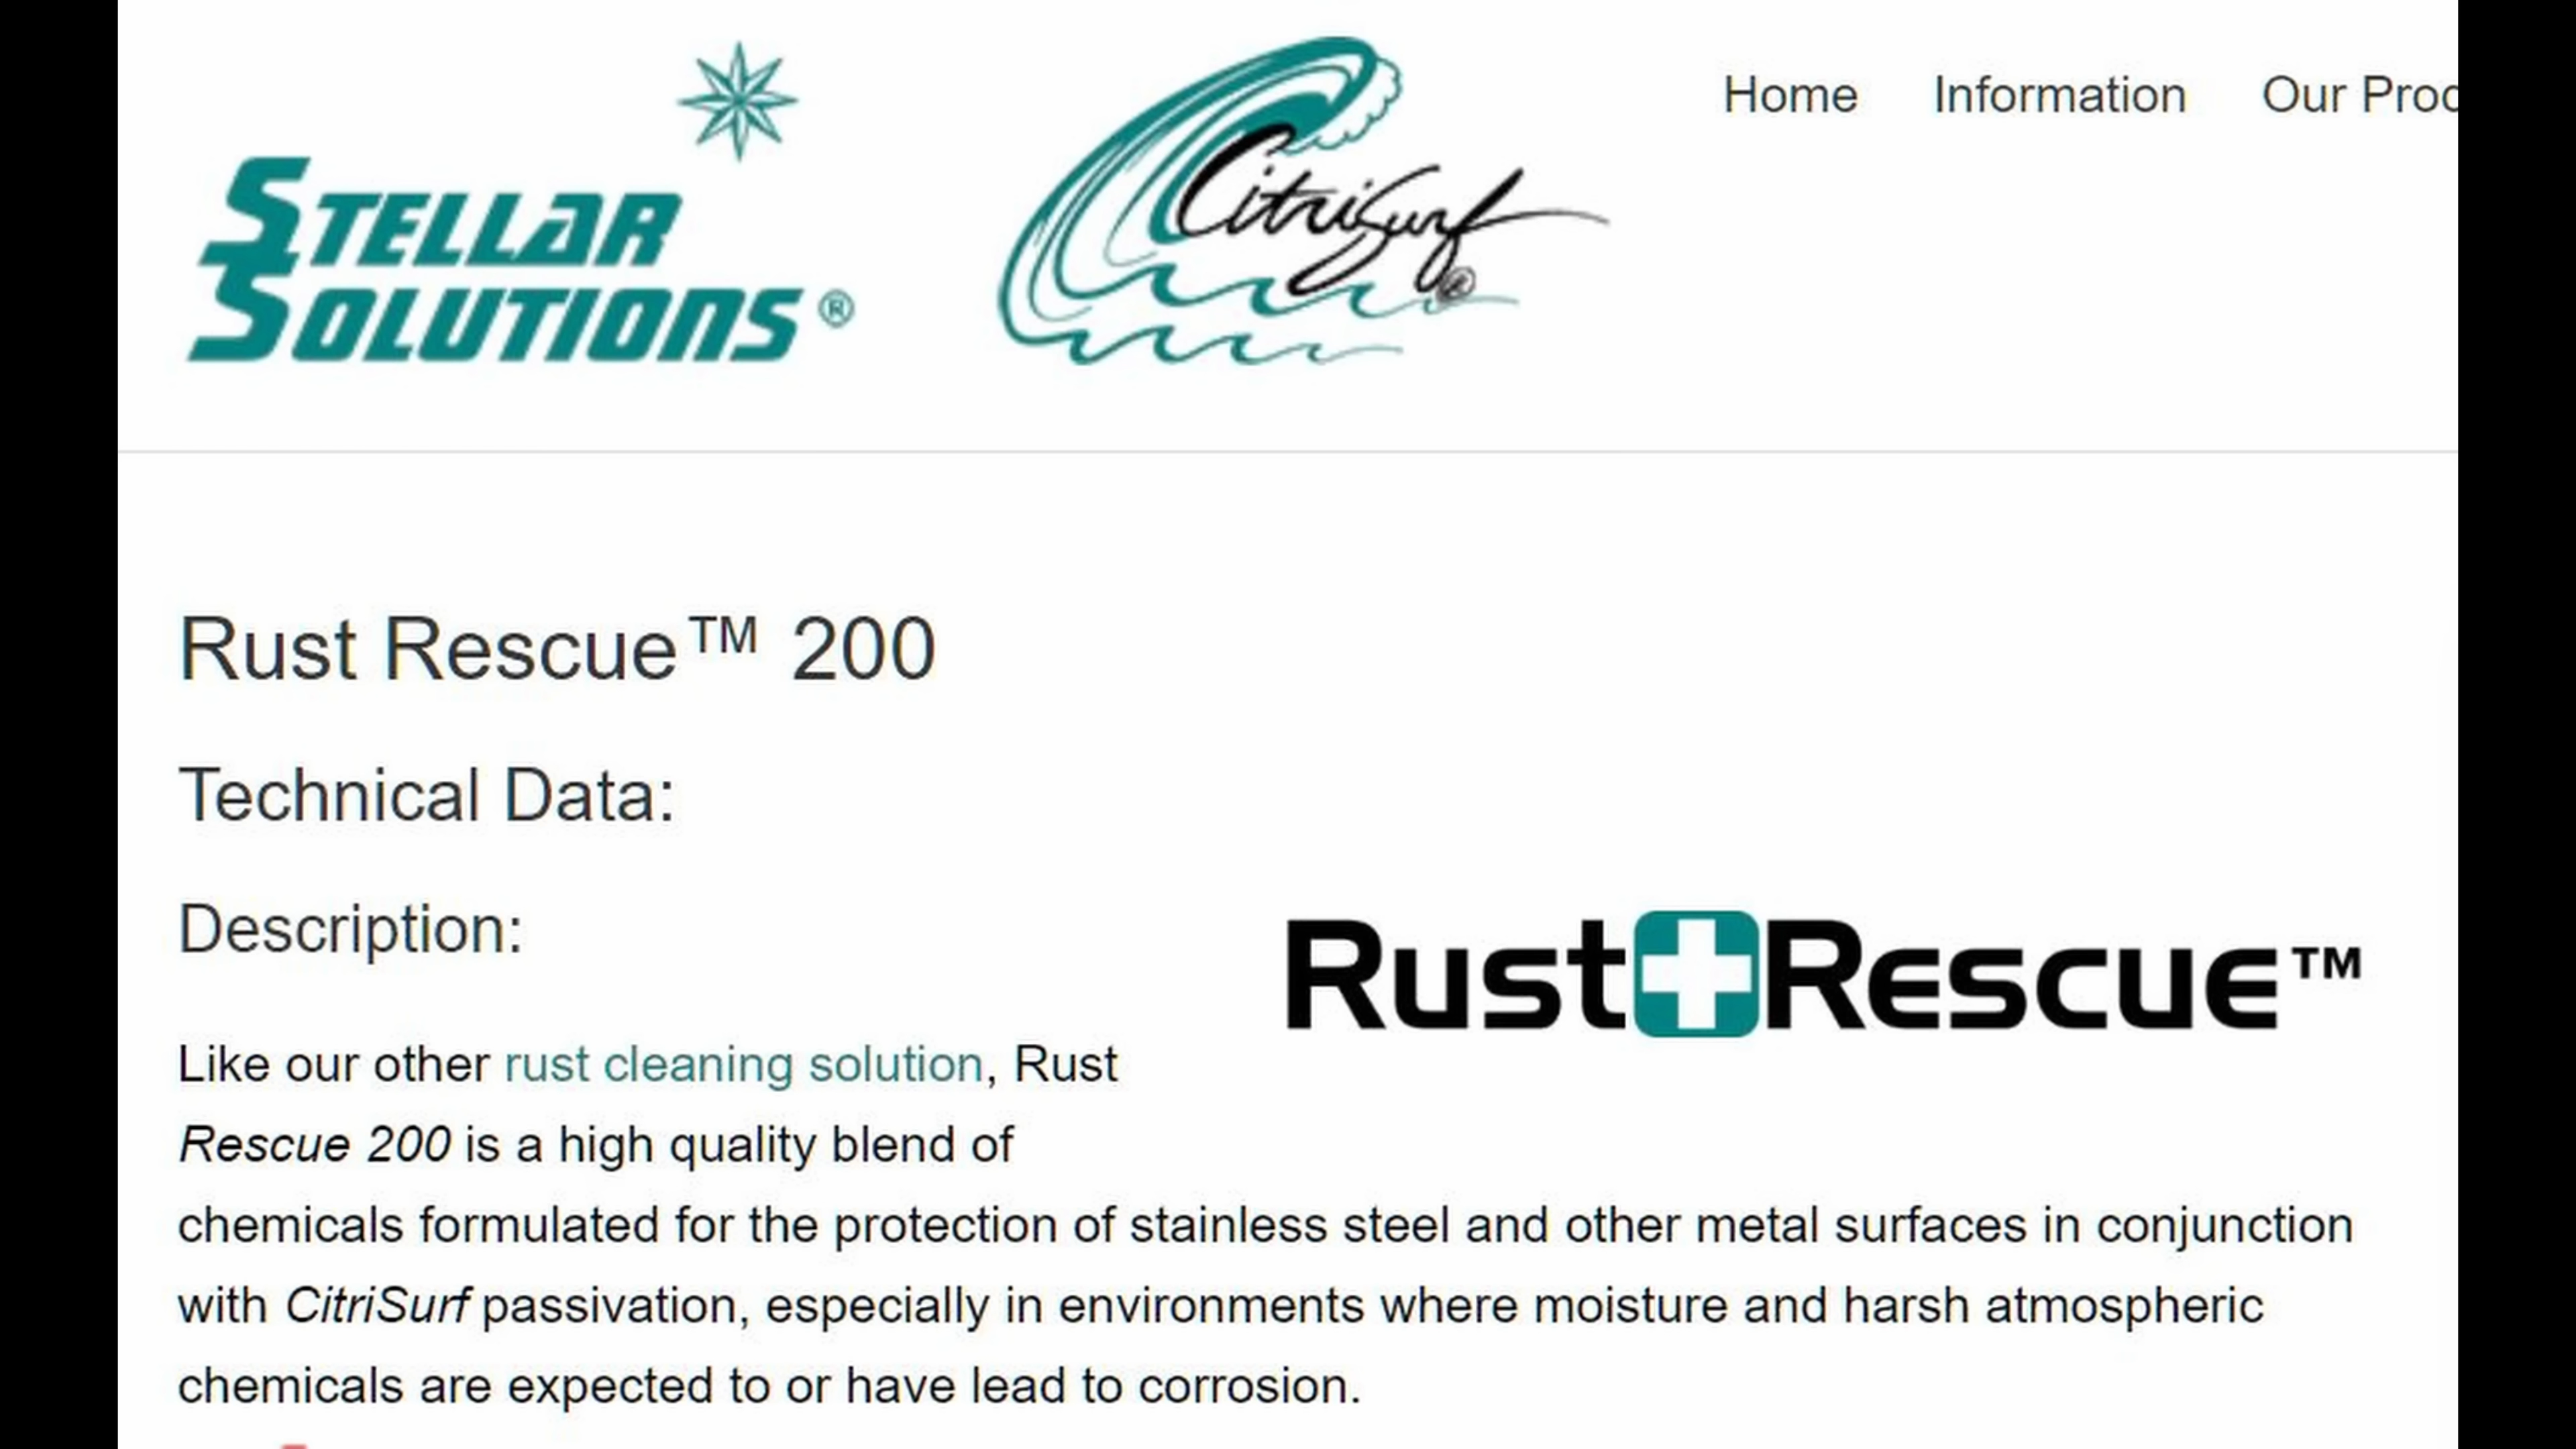 STELLAR
SOLUTIONS ®
CitriSurf ®
Home Information Our Prod
Rust Rescue™ 200
Technical Data:
Description:
Rust Rescue™
Like our other rust cleaning solution, Rust
Rescue 200 is a high quality blend of
chemicals formulated for the protection of stainless steel and other metal surfaces in conjunction
with CitriSurf passivation, especially in environments where moisture and harsh atmospheric
chemicals are expected to or have lead to corrosion.